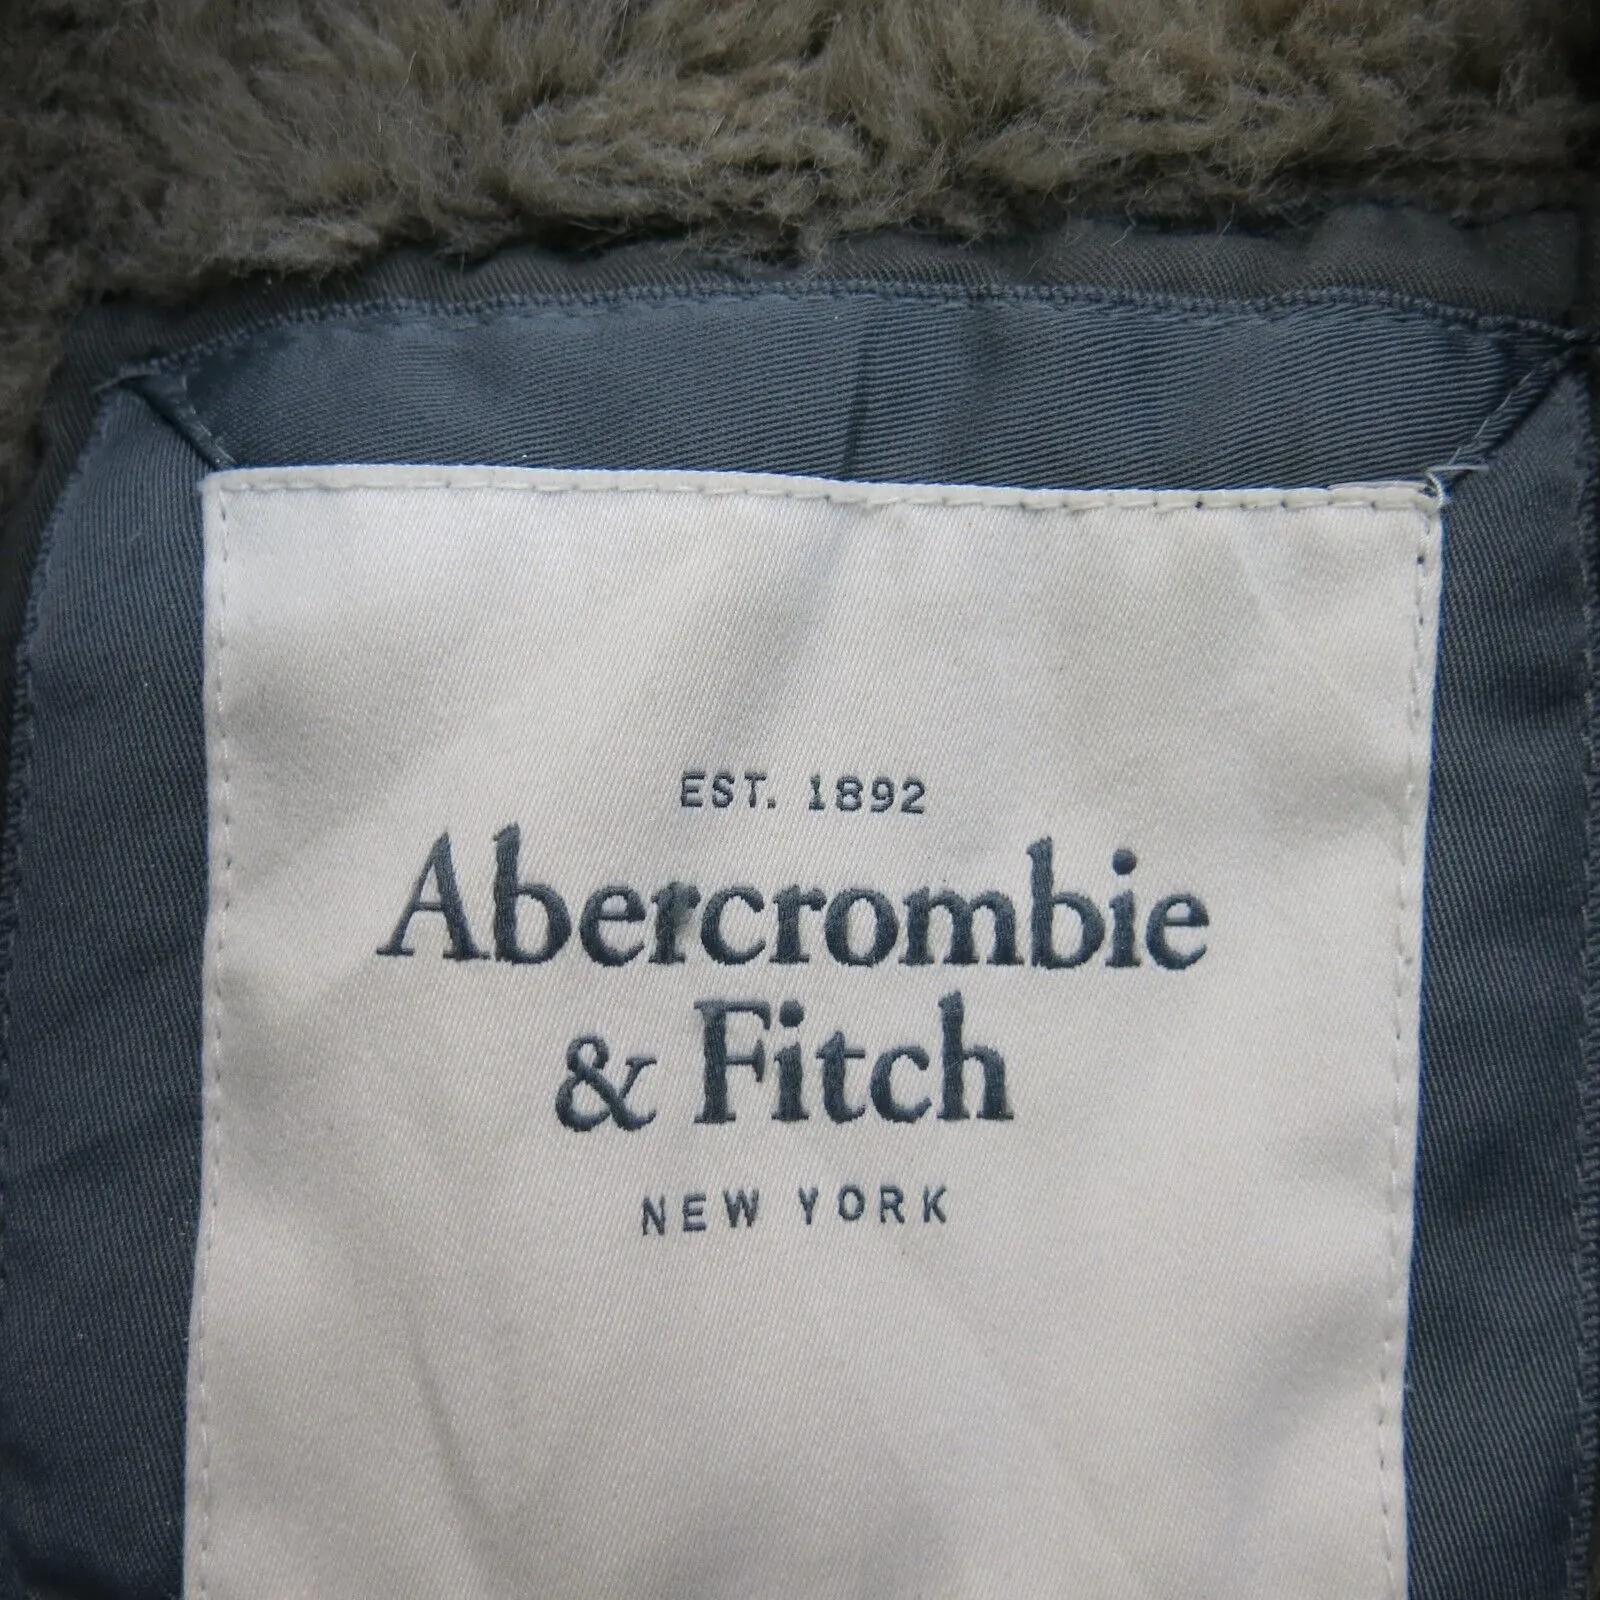 EST. 1892
Abercrombie
& Fitch
NEW YORK